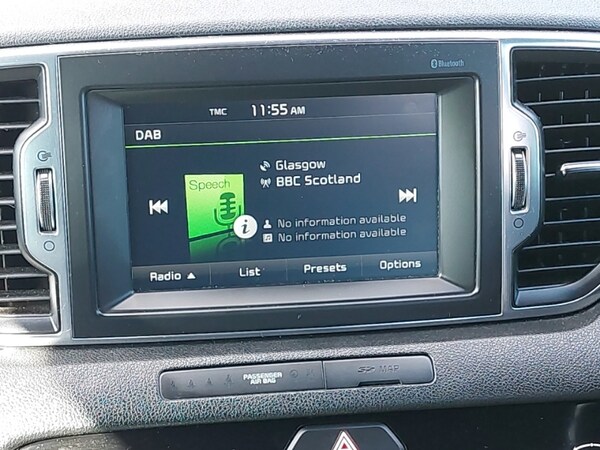 Bluetooth
TMC 11:55 AM
DAB
Speech
Glasgow
BBC Scotland
i
No information available
No information available
Radio ▲ List Presets Options
PASSENGER
AIR BAG
SD MAP